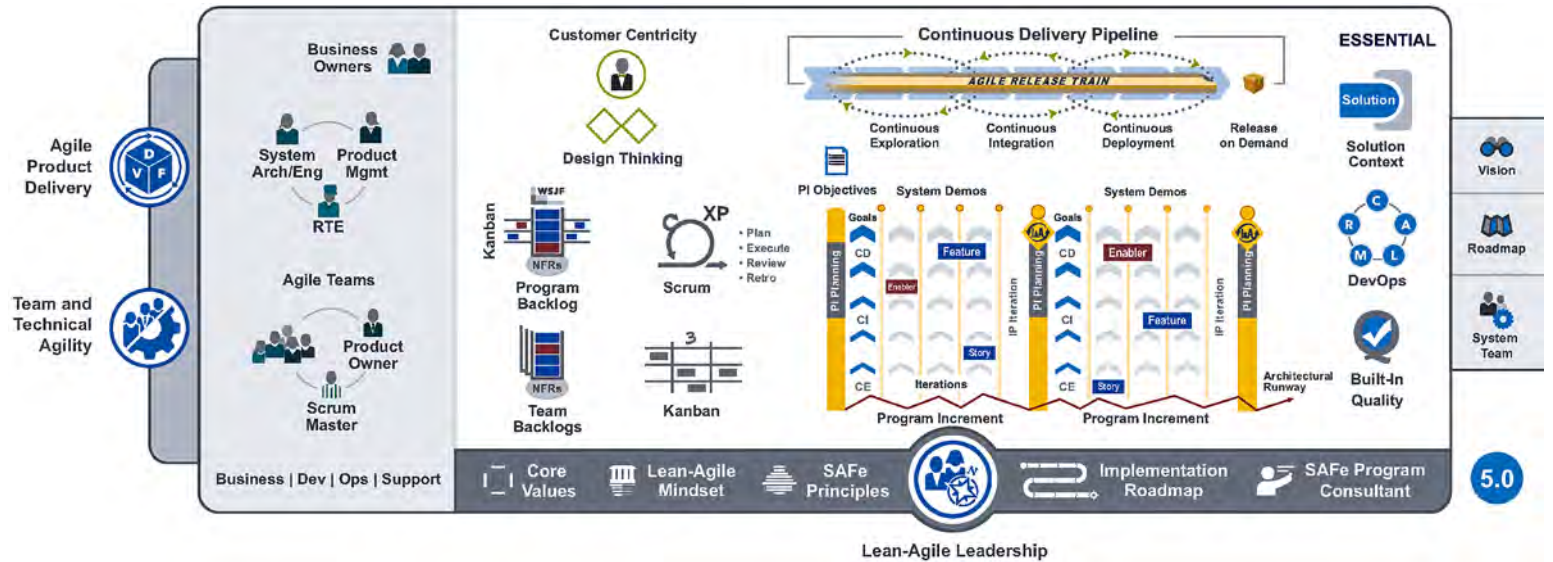 Agile
Product
Delivery
D
V F
Team and
Technical
Agility
Business
Owners
System
Arch/Eng
Product
Mgmt
RTE
Agile Teams
Product
Owner
Scrum
Master
Business | Dev | Ops | Support
Customer Centricity
Design Thinking
Kanban
WSJF
NFRs
Program
Backlog
XP
• Plan
• Execute
• Review
• Retro
Scrum
NFRs
Team
Backlogs
3
Kanban
Continuous Delivery Pipeline
AGILE RELEASE TRAIN
Continuous
Exploration
Continuous
Integration
Continuous
Deployment
Release
on Demand
PI Objectives
System Demos
System Demos
PI Planning
Goals
CD
CI
CE
Enabler
Feature
Story
Iterations
IP Iteration
I&A
PI Planning
Goals
CD
CI
CE
Enabler
Feature
Story
IP Iteration
I&A
PI Planning
Architectural
Runway
Program Increment
Program Increment
ESSENTIAL
Solution
Solution
Context
C
R A
M L
DevOps
Built-In
Quality
Vision
Roadmap
System
Team
Core
Values
Lean-Agile
Mindset
SAFe
Principles
N
Implementation
Roadmap
SAFe Program
Consultant
5.0
Lean-Agile Leadership